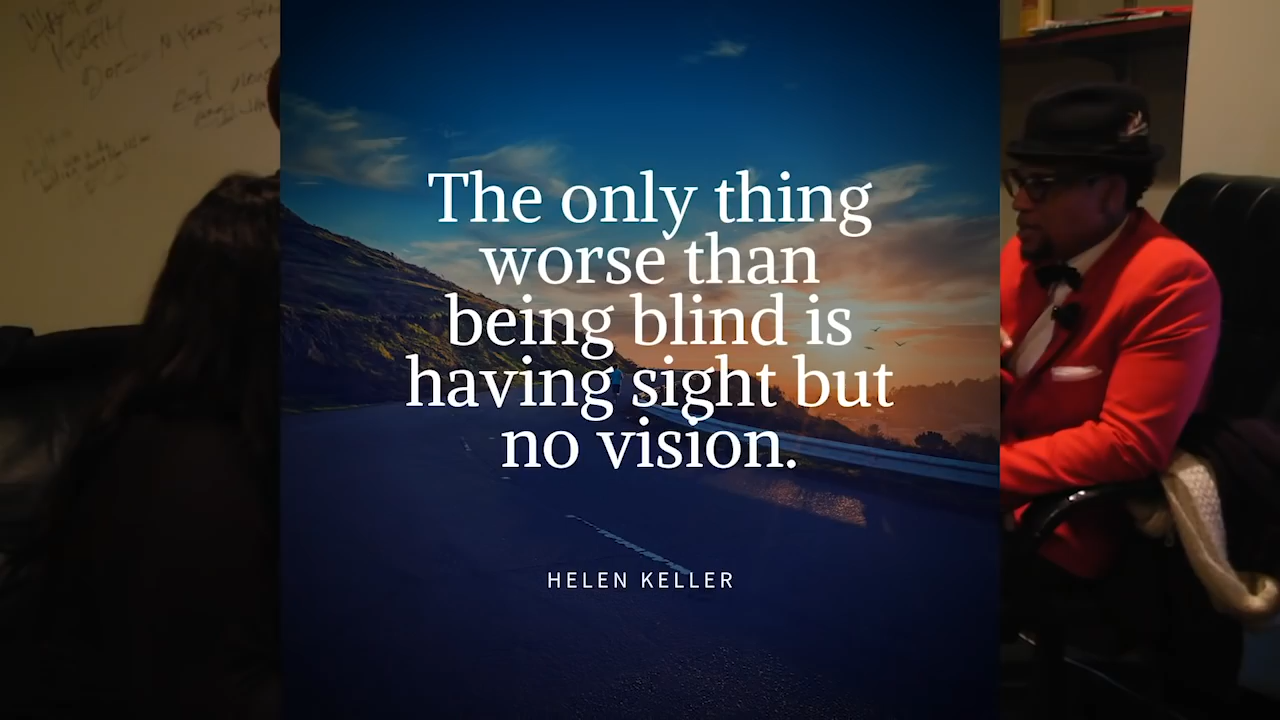 The only thing
worse than
being blind is
having sight but
no vision.
HELEN KELLER